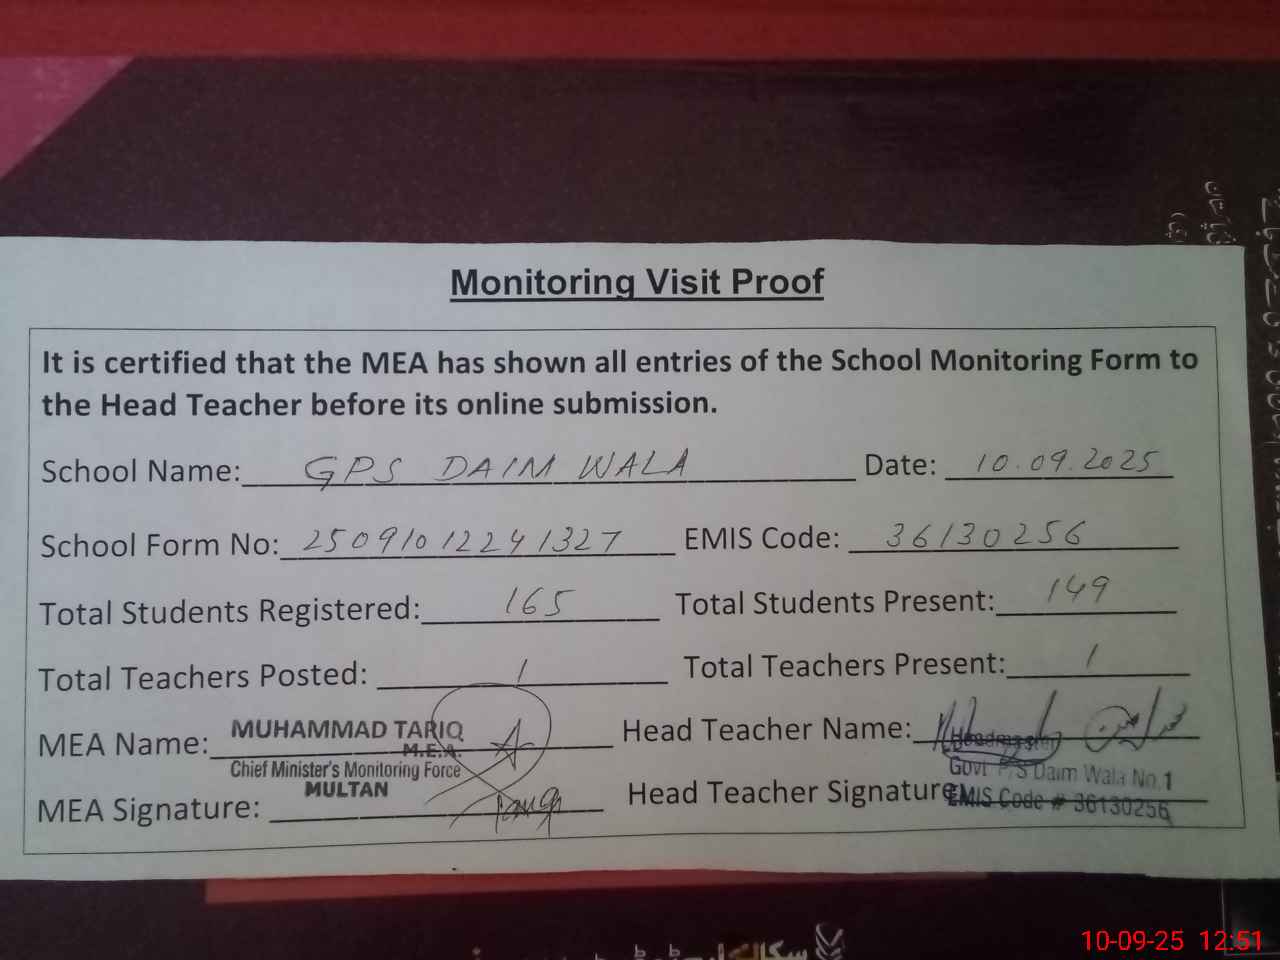 Monitoring Visit Proof
It is certified that the MEA has shown all entries of the School Monitoring Form to
the Head Teacher before its online submission.
School Name: GPS DAIM WALA Date: 10.09.2025
School Form No: 25091012241327 EMIS Code: 36130256
Total Students Registered: 165 Total Students Present: 149
Total Teachers Posted: 1 Total Teachers Present: 1
MEA Name: MUHAMMAD TARIQ Head Teacher Name:
M.E.A. Headmaster
Chief Minister's Monitoring Force Govt P/S Daim Wala No.1
MULTAN
MEA Signature: Head Teacher Signature
EMIS Code # 36130256
10-09-25 12:51